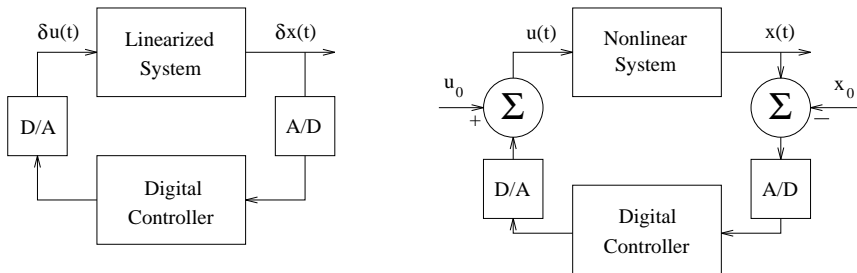 δu(t)
Linearized
System
δx(t)
D/A
A/D
Digital
Controller
u(t)
Nonlinear
System
x(t)
u₀
+
Σ
Σ
−
x₀
D/A
A/D
Digital
Controller